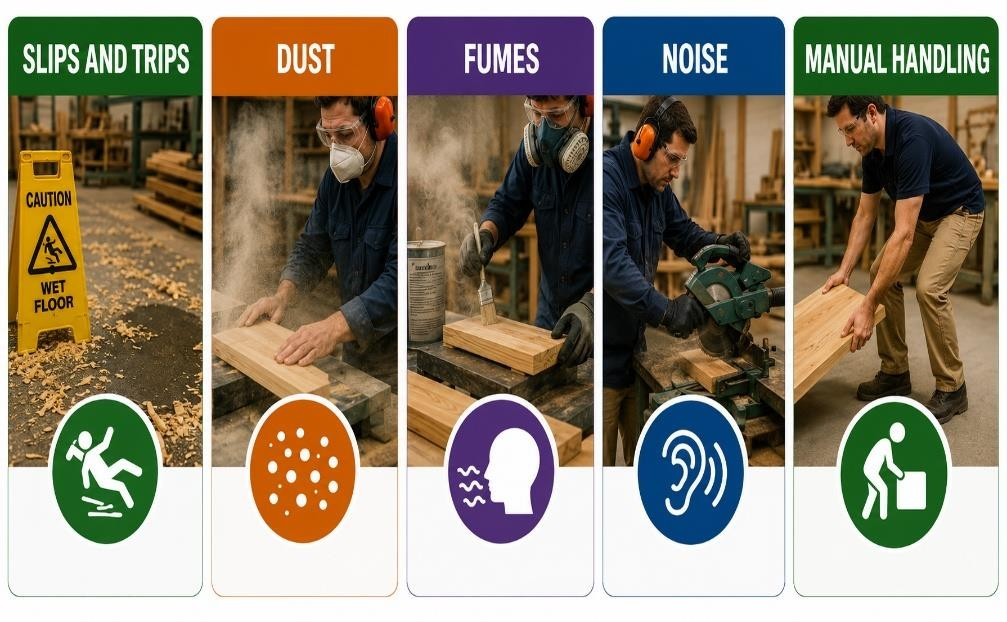 SLIPS AND TRIPS
DUST
FUMES
NOISE
MANUAL HANDLING
CAUTION
WET
FLOOR